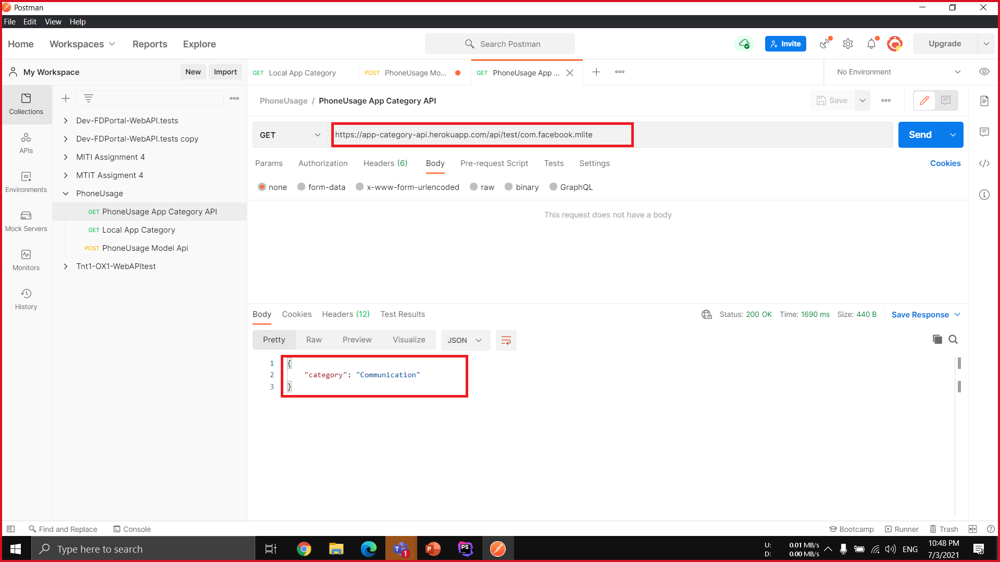 Postman
File Edit View Help
Home Workspaces Reports Explore Search Postman Invite Upgrade
My Workspace New Import GET Local App Category POST PhoneUsage Mo... GET PhoneUsage App ... No Environment
PhoneUsage / PhoneUsage App Category API Save
Collections
APIs
Environments
Mock Servers
Monitors
History
Dev-FDPortal-WebAPI.tests
Dev-FDPortal-WebAPI.tests copy
MITI Assignment 4
MTIT Assigment 4
PhoneUsage
GET PhoneUsage App Category API
GET Local App Category
POST PhoneUsage Model Api
Tnt1-OX1-WebAPItest
GET https://app-category-api.herokuapp.com/api/test/com.facebook.mlite Send
Params Authorization Headers (6) Body Pre-request Script Tests Settings Cookies
none form-data x-www-form-urlencoded raw binary GraphQL
This request does not have a body
Body Cookies Headers (12) Test Results Status: 200 OK Time: 1690 ms Size: 440 B Save Response
Pretty Raw Preview Visualize JSON
1 {
2 "category": "Communication"
3 }
Find and Replace Console Bootcamp Runner Trash
Type here to search
T 1 P PS
U: 0.01 MB/s
D: 0.00 MB/s
ENG
10:48 PM
7/3/2021